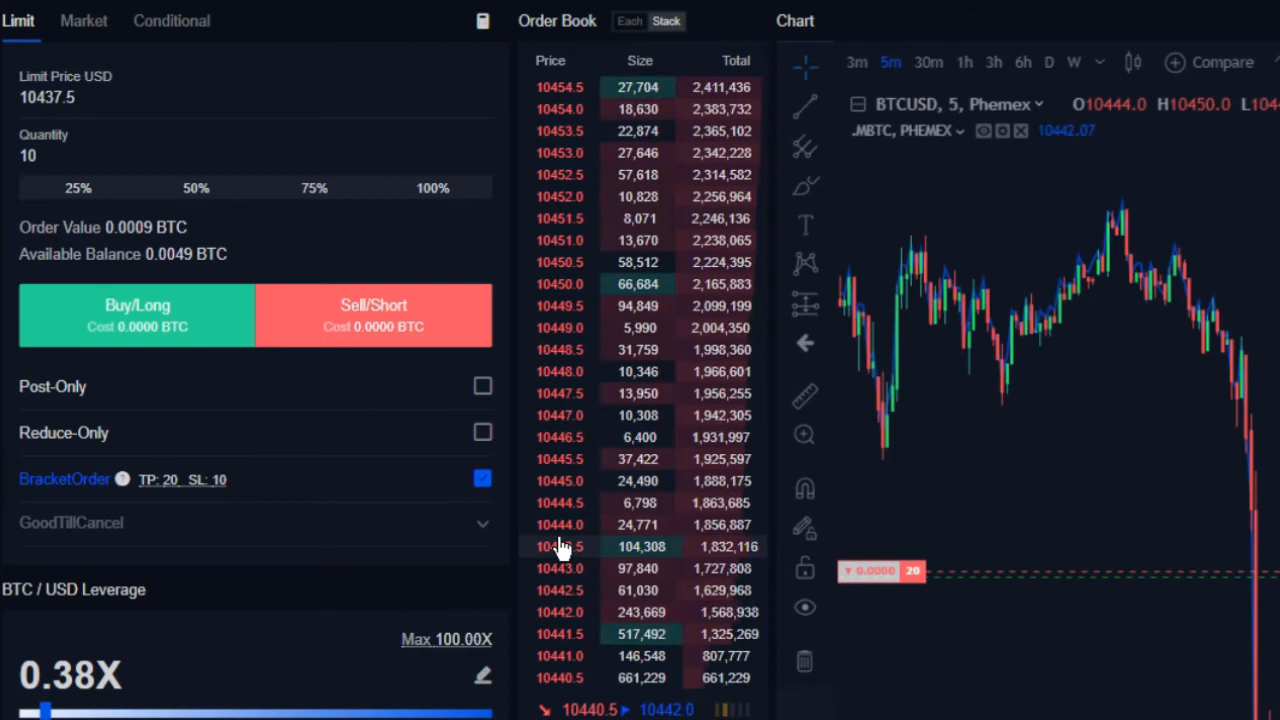 Limit Market Conditional
Limit Price USD
10437.5
Quantity
10
25% 50% 75% 100%
Order Value 0.0009 BTC
Available Balance 0.0049 BTC
Buy/Long
Cost 0.0000 BTC
Sell/Short
Cost 0.0000 BTC
Post-Only
Reduce-Only
BracketOrder ? TP: 20 SL: 10
GoodTillCancel
BTC / USD Leverage
Max 100.00X
0.38X
Order Book Each Stack
Price Size Total
10454.5 27,704 2,411,436
10454.0 18,630 2,383,732
10453.5 22,874 2,365,102
10453.0 27,646 2,342,228
10452.5 57,618 2,314,582
10452.0 10,828 2,256,964
10451.5 8,071 2,246,136
10451.0 13,670 2,238,065
10450.5 58,512 2,224,395
10450.0 66,684 2,165,883
10449.5 94,849 2,099,199
10449.0 5,990 2,004,350
10448.5 31,759 1,998,360
10448.0 10,346 1,966,601
10447.5 13,950 1,956,255
10447.0 10,308 1,942,305
10446.5 6,400 1,931,997
10445.5 37,422 1,925,597
10445.0 24,490 1,888,175
10444.5 6,798 1,863,685
10444.0 24,771 1,856,887
104,308 1,832,116
10443.0 97,840 1,727,808
10442.5 61,030 1,629,968
10442.0 243,669 1,568,938
10441.5 517,492 1,325,269
10441.0 146,548 807,777
10440.5 661,229 661,229
10440.5 10442.0
Chart
3m 5m 30m 1h 3h 6h D W Compare
BTCUSD, 5, Phemex O10444.0 H10450.0 L104
.MBTC, PHEMEX 10442.07
T
0.0000 20